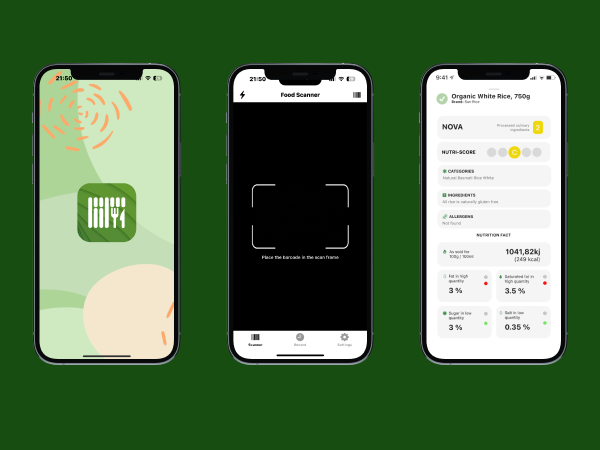 21:50
21:50
Food Scanner
Place the barcode in the scan frame
Scanner
Recent
Settings
9:41
Organic White Rice, 750g
Brand: Sun Rice
NOVA
Processed culinary
ingredients
2
NUTRI-SCORE
C
CATEGORIES
Natural Basmati Rice White
INGREDIENTS
All rice is naturally gluten free
ALLERGENS
Not found
NUTRITION FACT
As sold for
100g / 100ml
1041,82kj
(249 kcal)
Fat in high
quantity
3 %
Saturated fat in
high quantity
3.5 %
Sugar in low
quantity
3 %
Salt in low
quantity
0.35 %